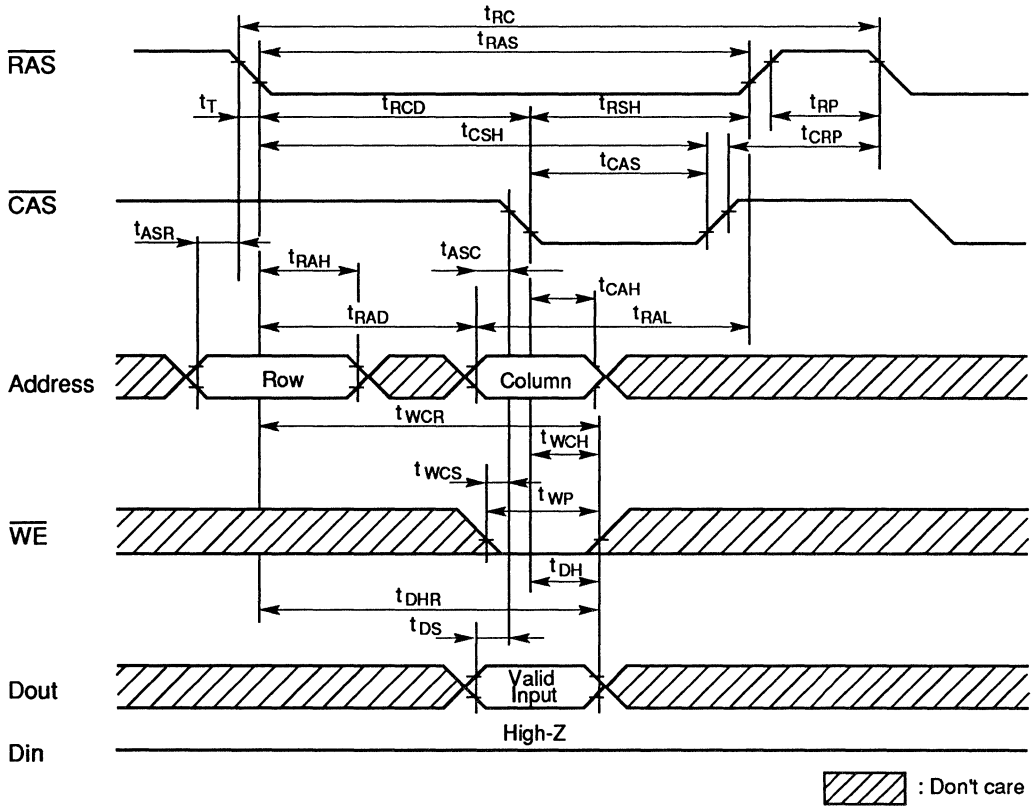 tRC
RAS
tRAS
tT
tRCD
tRSH
tRP
tCSH
tCRP
tCAS
CAS
tASR
tASC
tRAH
tCAH
tRAD
tRAL
Address
Row
Column
tWCR
tWCH
tWCS
tWP
WE
tDH
tDHR
tDS
Dout
Valid
Input
High-Z
Din
: Don't care